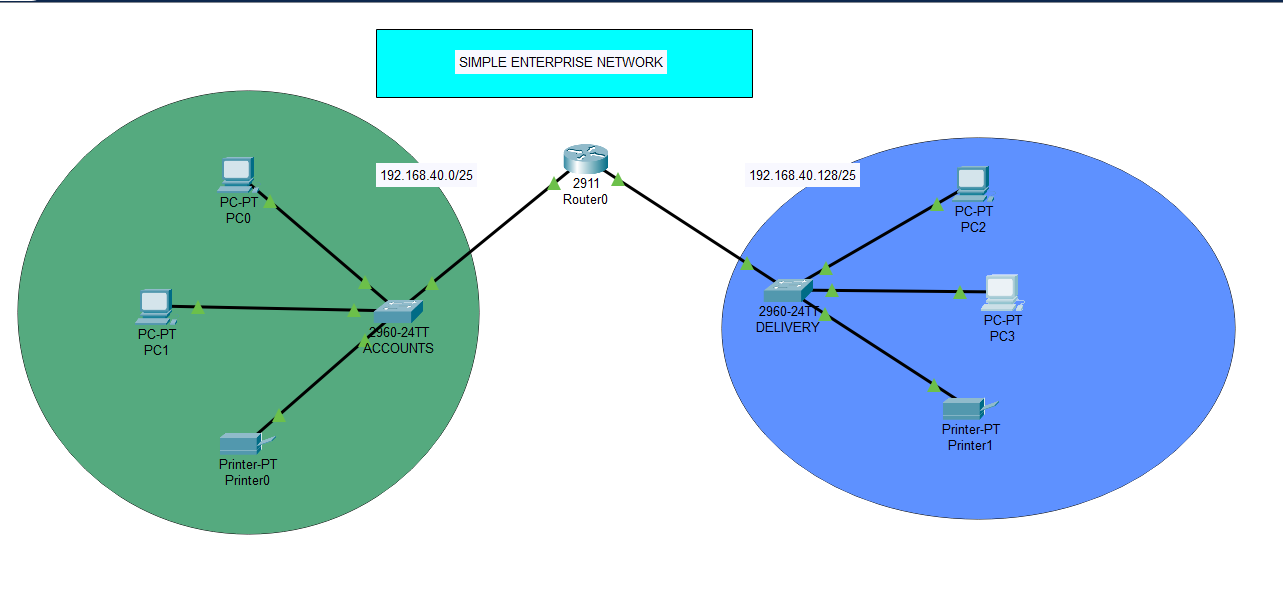 SIMPLE ENTERPRISE NETWORK
192.168.40.0/25
2911
Router0
192.168.40.128/25
PC-PT
PC0
PC-PT
PC1
2960-24TT
ACCOUNTS
Printer-PT
Printer0
PC-PT
PC2
2960-24TT
DELIVERY
PC-PT
PC3
Printer-PT
Printer1